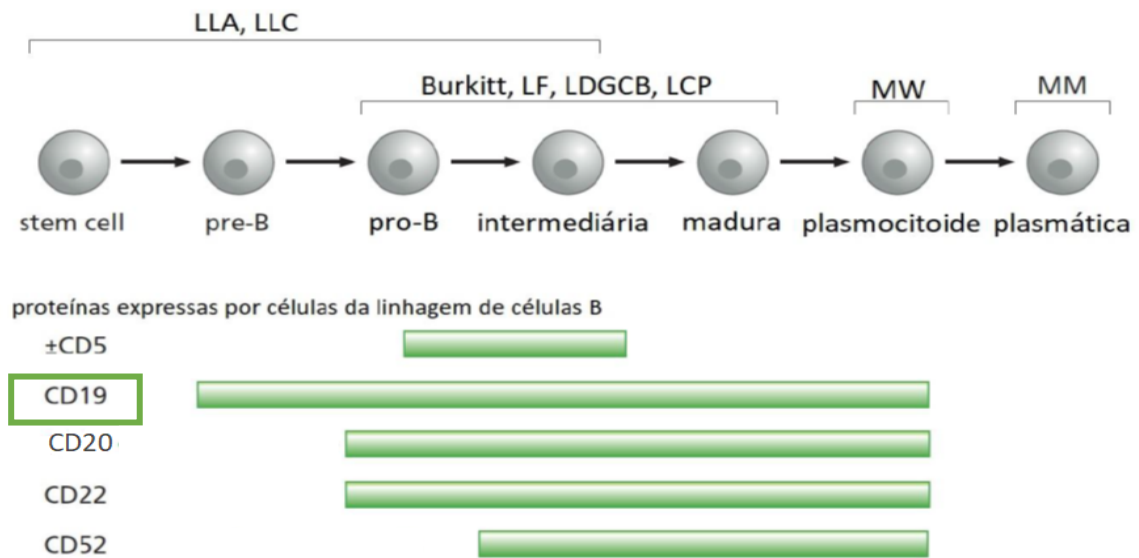 LLA, LLC
Burkitt, LF, LDGCB, LCP
MW
MM
stem cell
pre-B
pro-B
intermediária
madura
plasmocitoide
plasmática
proteínas expressas por células da linhagem de células B
±CD5
CD19
CD20
CD22
CD52